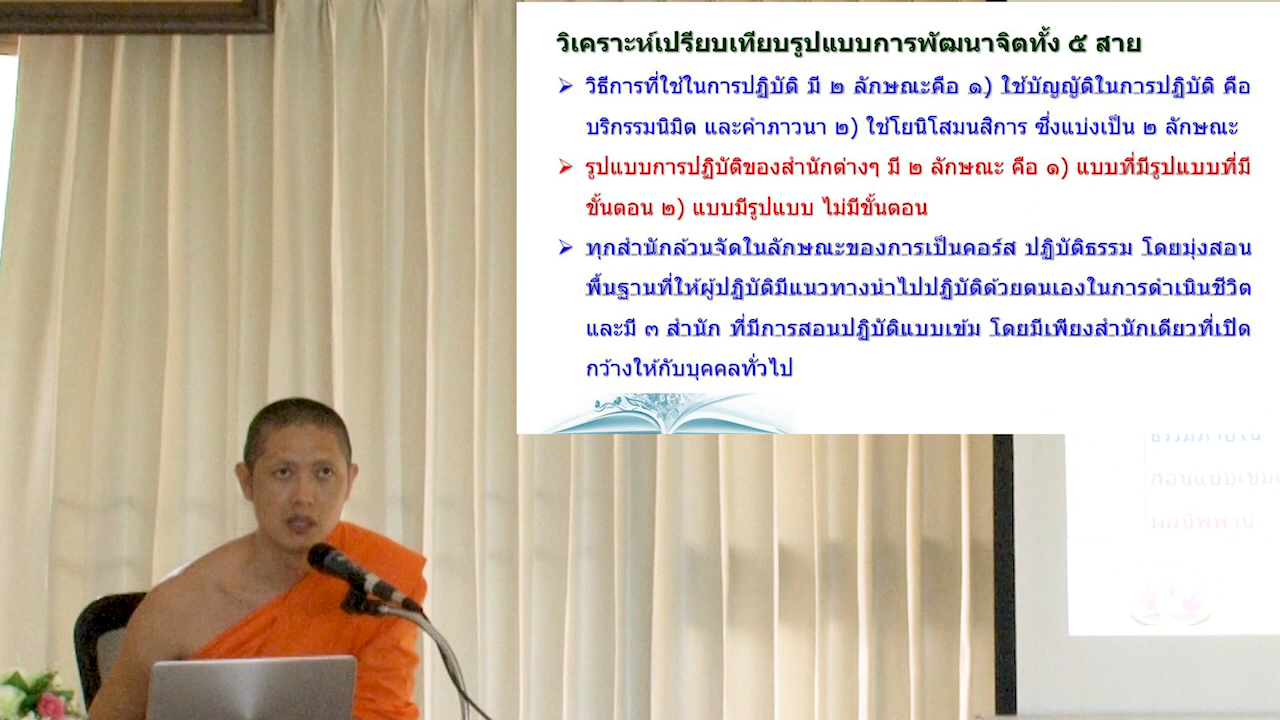 วิเคราะห์เปรียบเทียบรูปแบบการพัฒนาจิตทั้ง ๕ สาย
➢ วิธีการที่ใช้ในการปฏิบัติ มี ๒ ลักษณะคือ ๑) ใช้บัญญัติในการปฏิบัติ คือ
บริกรรมนิมิต และคำภาวนา ๒) ใช้โยนิโสมนสิการ ซึ่งแบ่งเป็น ๒ ลักษณะ
➢ รูปแบบการปฏิบัติของสำนักต่างๆ มี ๒ ลักษณะ คือ ๑) แบบที่มีรูปแบบที่มี
ขั้นตอน ๒) แบบมีรูปแบบ ไม่มีขั้นตอน
➢ ทุกสำนักล้วนจัดในลักษณะของการเป็นคอร์ส ปฏิบัติธรรม โดยมุ่งสอน
พื้นฐานที่ให้ผู้ปฏิบัติมีแนวทางนำไปปฏิบัติด้วยตนเองในการดำเนินชีวิต
และมี ๓ สำนัก ที่มีการสอนปฏิบัติแบบเข้ม โดยมีเพียงสำนักเดียวที่เปิด
กว้างให้กับบุคคลทั่วไป
สอนแบบเข้ม